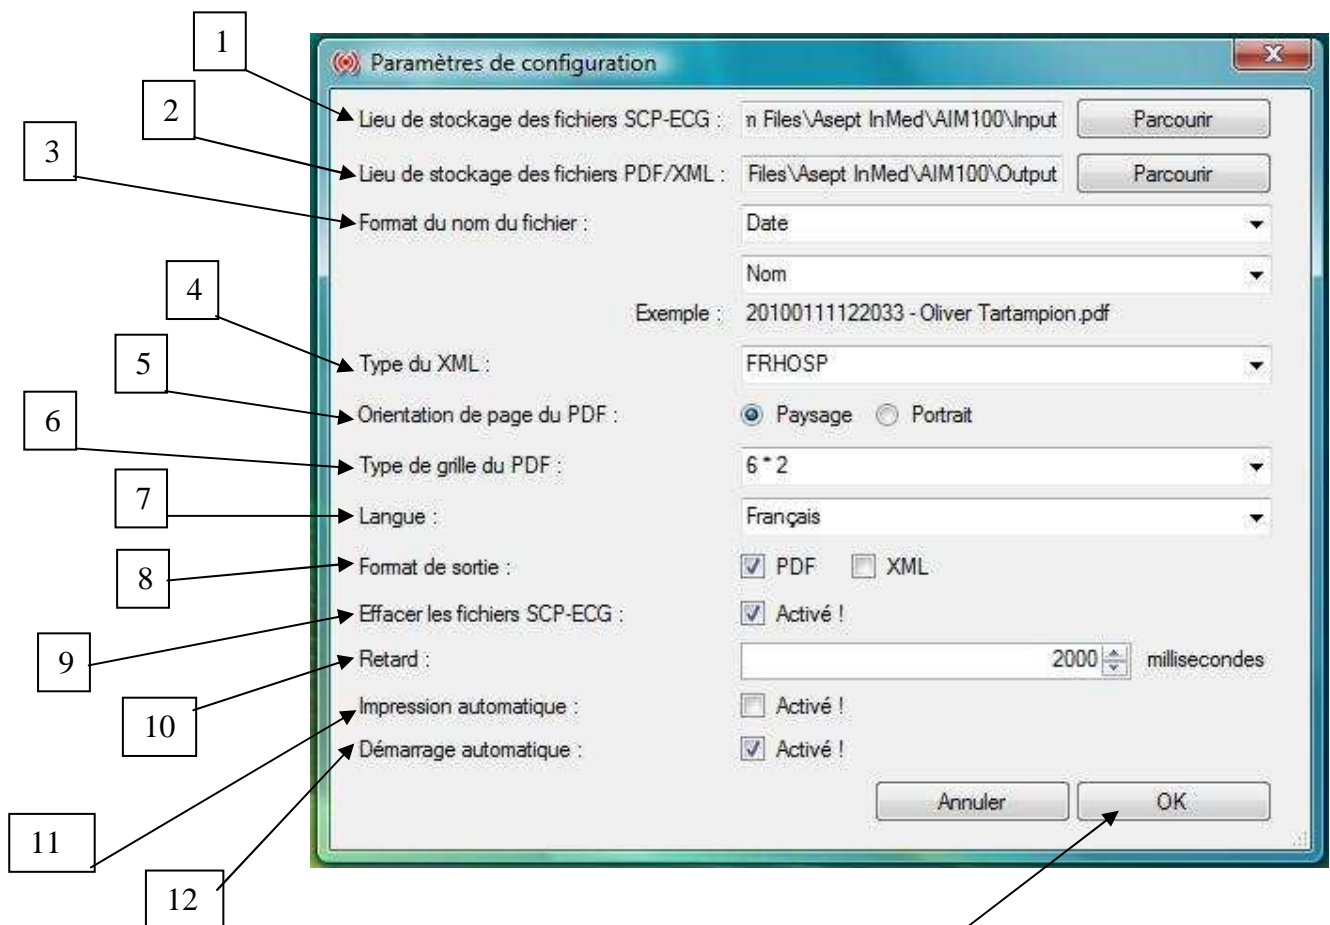 1
Paramètres de configuration
2
Lieu de stockage des fichiers SCP-ECG : n Files\Asept InMed\AIM100\Input Parcourir
3
Lieu de stockage des fichiers PDF/XML : Files\Asept InMed\AIM100\Output Parcourir
Format du nom du fichier : Date
Nom
4
Exemple : 20100111122033 - Oliver Tartampion.pdf
5
Type du XML : FRHOSP
6
Orientation de page du PDF : Paysage Portrait
Type de grille du PDF : 6 * 2
7
Langue : Français
8
Format de sortie : PDF XML
Effacer les fichiers SCP-ECG : Activé !
9
Retard : 2000 millisecondes
10
Impression automatique : Activé !
Démarrage automatique : Activé !
Annuler OK
11
12